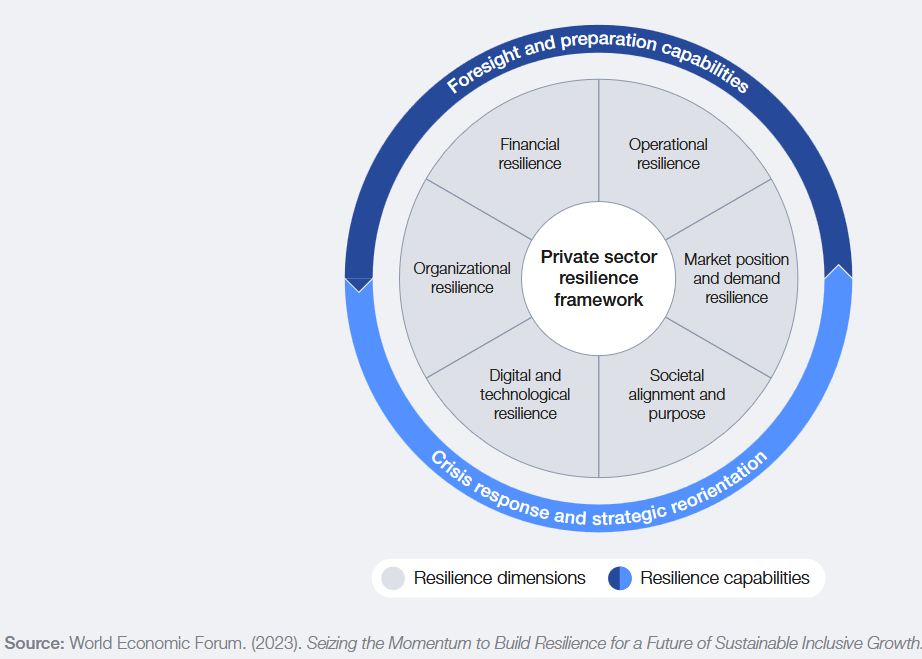 Foresight and preparation capabilities
Financial
resilience
Operational
resilience
Organizational
resilience
Private sector
resilience
framework
Market position
and demand
resilience
Digital and
technological
resilience
Societal
alignment and
purpose
Crisis response and strategic reorientation
Resilience dimensions
Resilience capabilities
Source: World Economic Forum. (2023). Seizing the Momentum to Build Resilience for a Future of Sustainable Inclusive Growth.